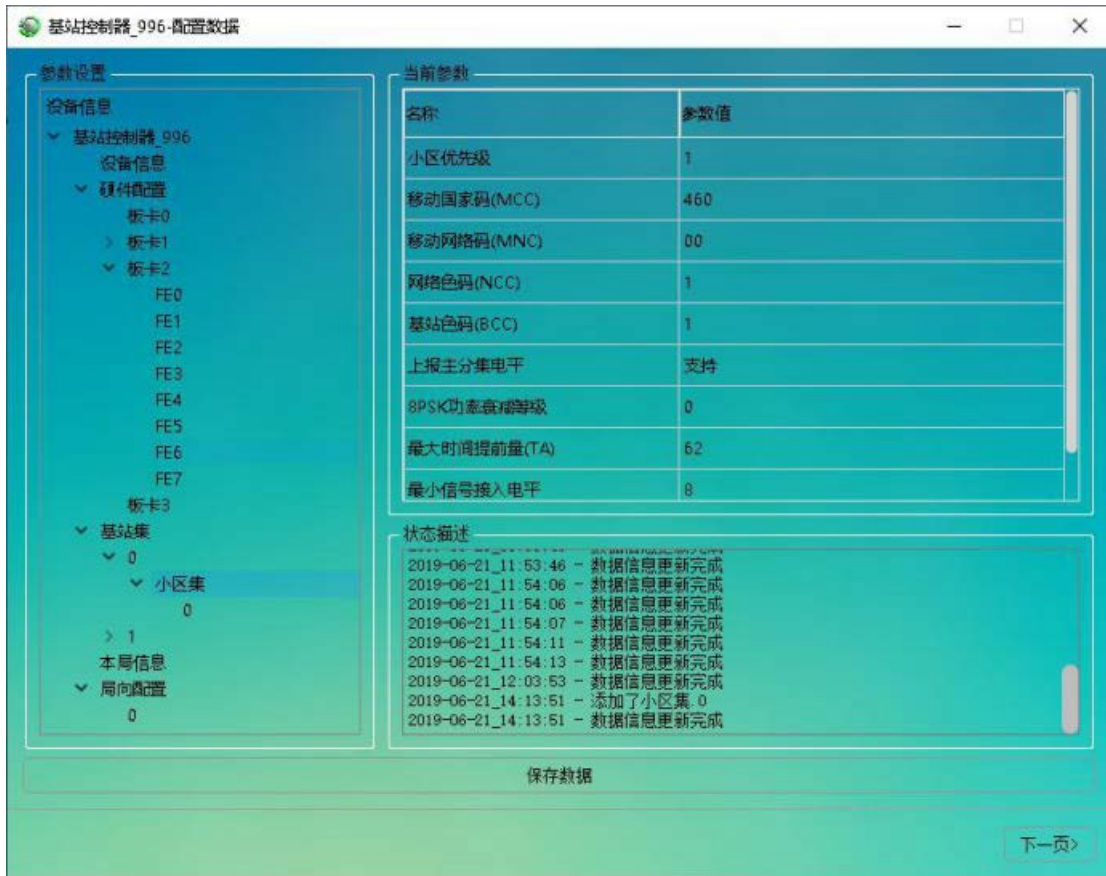 基站控制器_996-配置数据
参数设置
设备信息
基站控制器_996
设备信息
硬件配置
板卡0
板卡1
板卡2
FE0
FE1
FE2
FE3
FE4
FE5
FE6
FE7
板卡3
基站集
0
小区集
0
1
本局信息
局向配置
0
当前参数
名称 参数值
小区优先级 1
移动国家码(MCC) 460
移动网络码(MNC) 00
网络色码(NCC) 1
基站色码(BCC) 1
上报主分集电平 支持
8PSK功率衰减等级 0
最大时间提前量(TA) 62
最小信号接入电平 8
状态描述
2019-06-21_11:53:46 - 数据信息更新完成
2019-06-21_11:54:06 - 数据信息更新完成
2019-06-21_11:54:06 - 数据信息更新完成
2019-06-21_11:54:07 - 数据信息更新完成
2019-06-21_11:54:11 - 数据信息更新完成
2019-06-21_11:54:13 - 数据信息更新完成
2019-06-21_12:03:53 - 数据信息更新完成
2019-06-21_14:13:51 - 添加了小区集.0
2019-06-21_14:13:51 - 数据信息更新完成
保存数据
下一页>